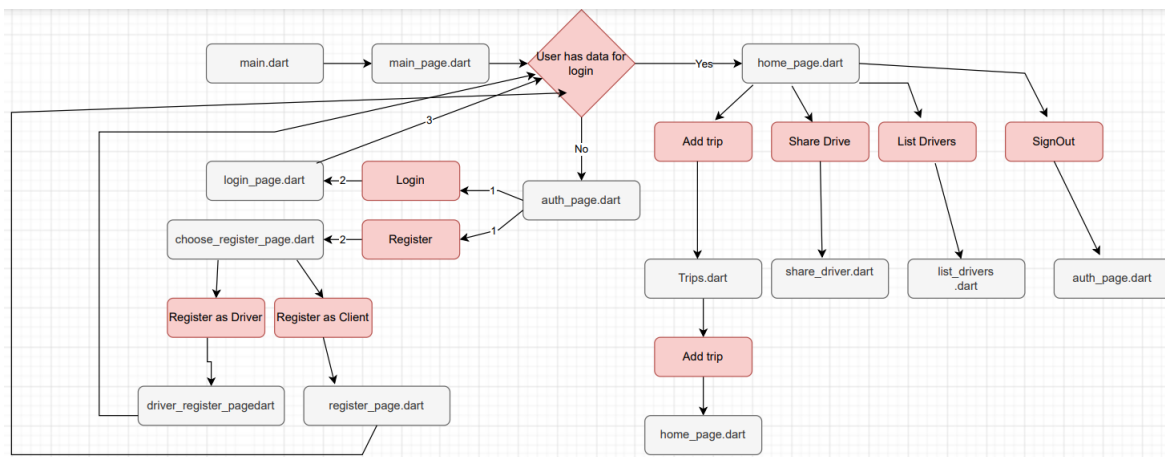 main.dart
main_page.dart
User has data for
login
Yes
home_page.dart
3
No
Add trip
Share Drive
List Drivers
SignOut
login_page.dart
2
Login
1
auth_page.dart
choose_register_page.dart
2
Register
1
Trips.dart
share_driver.dart
list_drivers
.dart
auth_page.dart
Register as Driver
Register as Client
Add trip
driver_register_pagedart
register_page.dart
home_page.dart